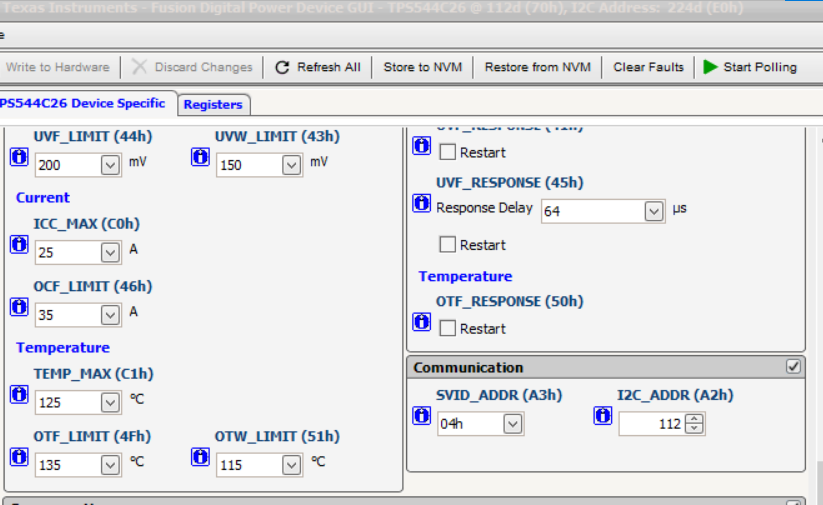 Texas Instruments - Fusion Digital Power Device GUI - TPS544C26 @ 112d (70h), I2C Address: 224d (E0h)
e
Write to Hardware Discard Changes Refresh All Store to NVM Restore from NVM Clear Faults Start Polling
PS544C26 Device Specific Registers
UVF_LIMIT (44h) UVW_LIMIT (43h)
200 mV 150 mV
Current
ICC_MAX (C0h)
25 A
OCF_LIMIT (46h)
35 A
Temperature
TEMP_MAX (C1h)
125 °C
OTF_LIMIT (4Fh) OTW_LIMIT (51h)
135 °C 115 °C
Restart
UVF_RESPONSE (45h)
Response Delay 64 µs
Restart
Temperature
OTF_RESPONSE (50h)
Restart
Communication
SVID_ADDR (A3h) I2C_ADDR (A2h)
04h 112